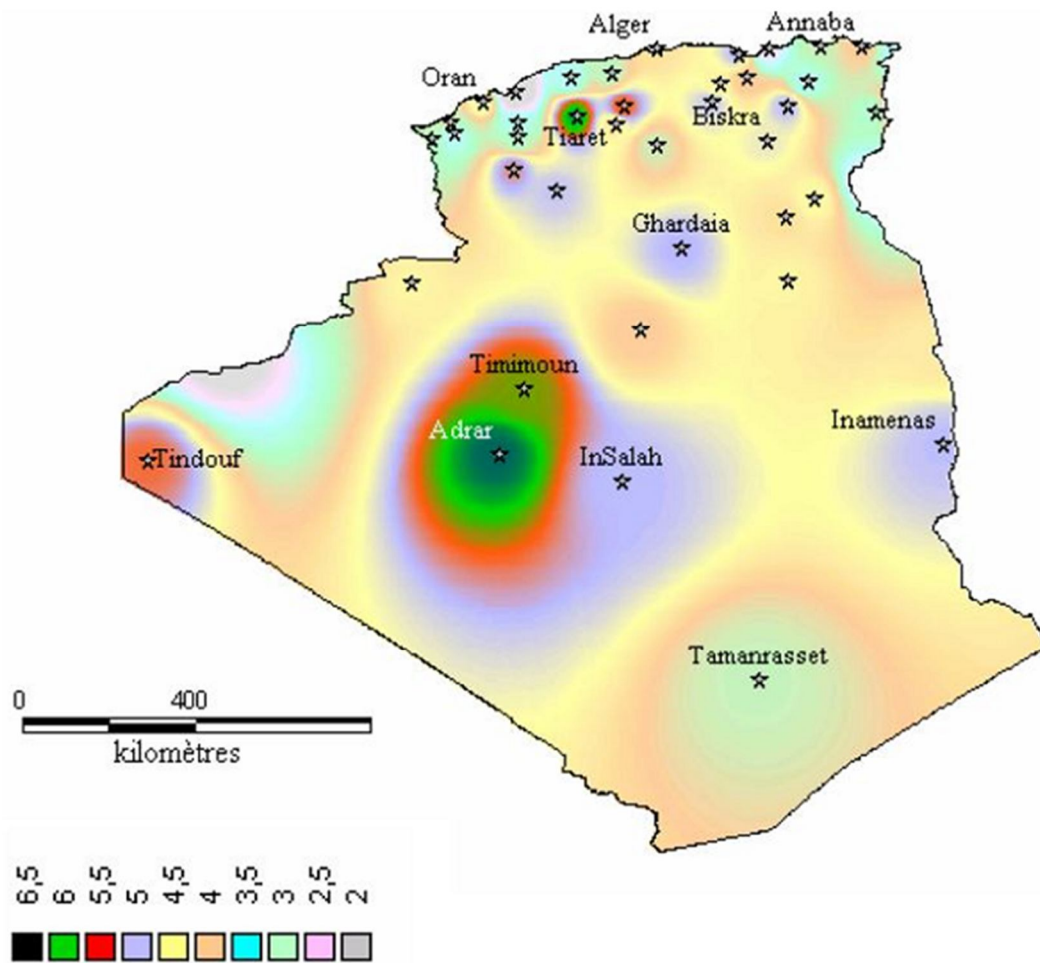 Alger
Annaba
Oran
Biskra
Tiaret
Ghardaia
Timimoun
Adrar
Inamenas
Tindouf
InSalah
Tamanrasset
0 400
kilomètres
6,5 6 5,5 5 4,5 4 3,5 3 2,5 2